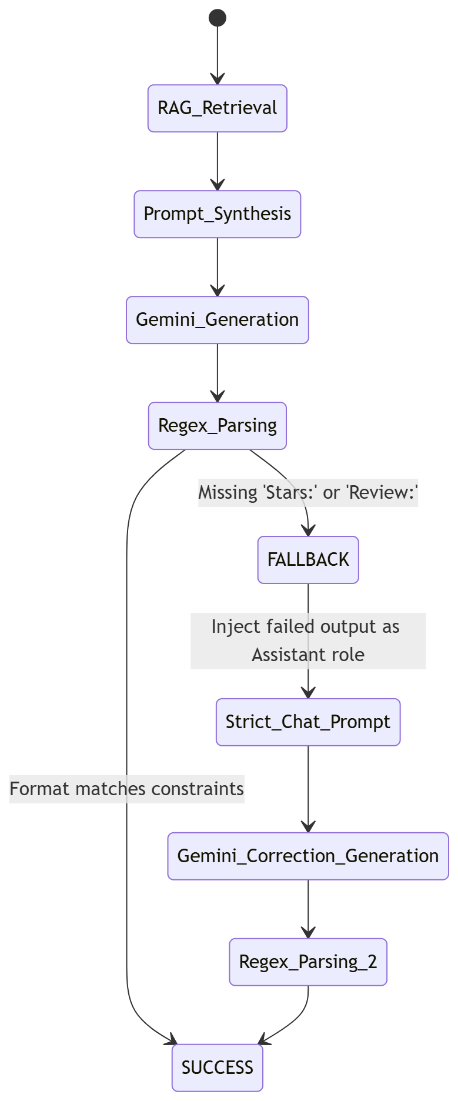 RAG_Retrieval
Prompt_Synthesis
Gemini_Generation
Regex_Parsing
Missing 'Stars:' or 'Review:'
FALLBACK
Inject failed output as
Assistant role
Strict_Chat_Prompt
Format matches constraints
Gemini_Correction_Generation
Regex_Parsing_2
SUCCESS